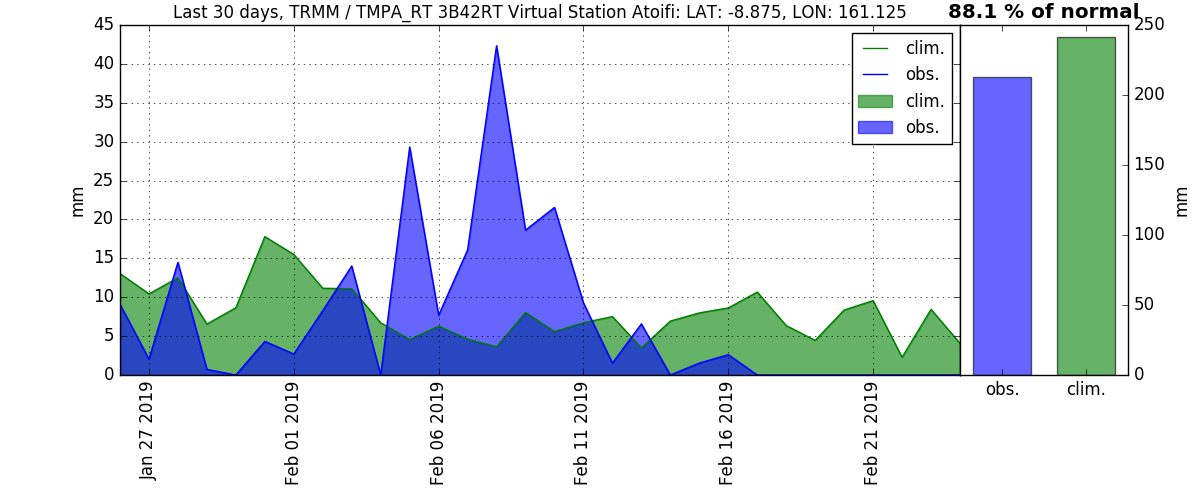 Last 30 days, TRMM / TMPA_RT 3B42RT Virtual Station Atoifi: LAT: -8.875, LON: 161.125
88.1 % of normal
45
40
35
30
25
20
15
10
5
0
mm
clim.
obs.
clim.
obs.
Jan 27 2019
Feb 01 2019
Feb 06 2019
Feb 11 2019
Feb 16 2019
Feb 21 2019
250
200
150
100
50
0
mm
obs.
clim.